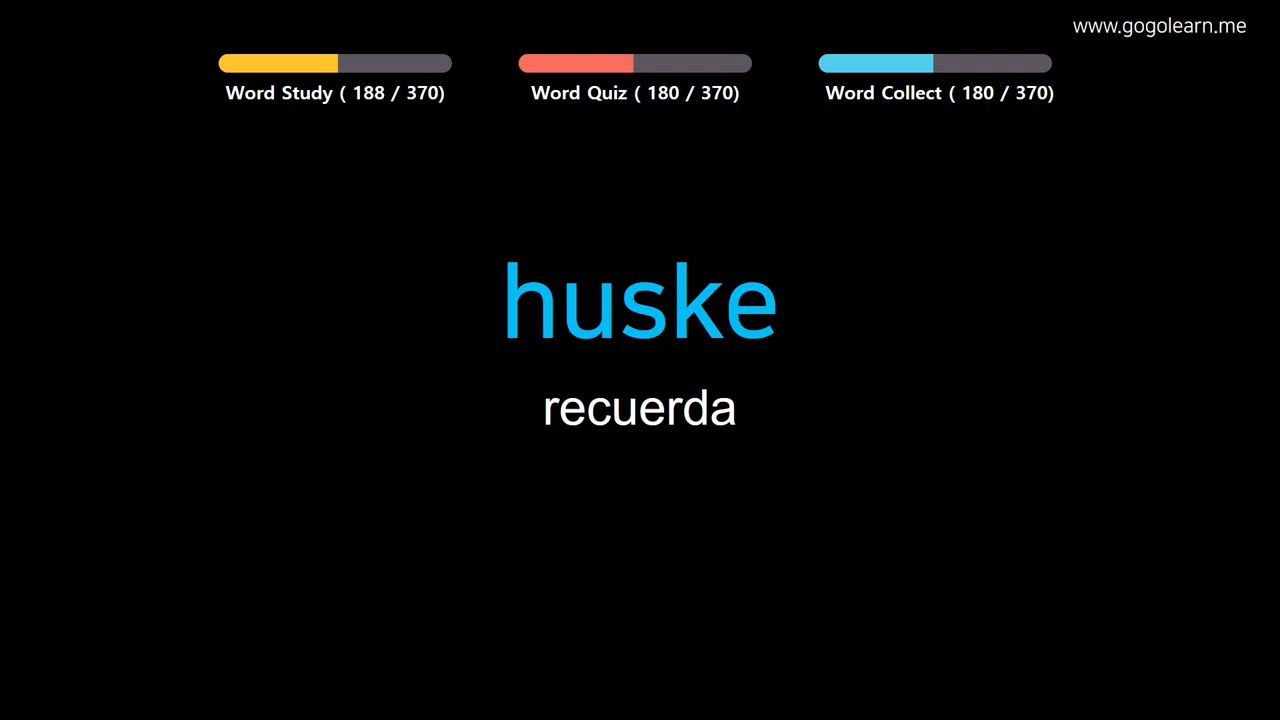 www.gogolearn.me
Word Study ( 188 / 370)
Word Quiz ( 180 / 370)
Word Collect ( 180 / 370)
huske
recuerda